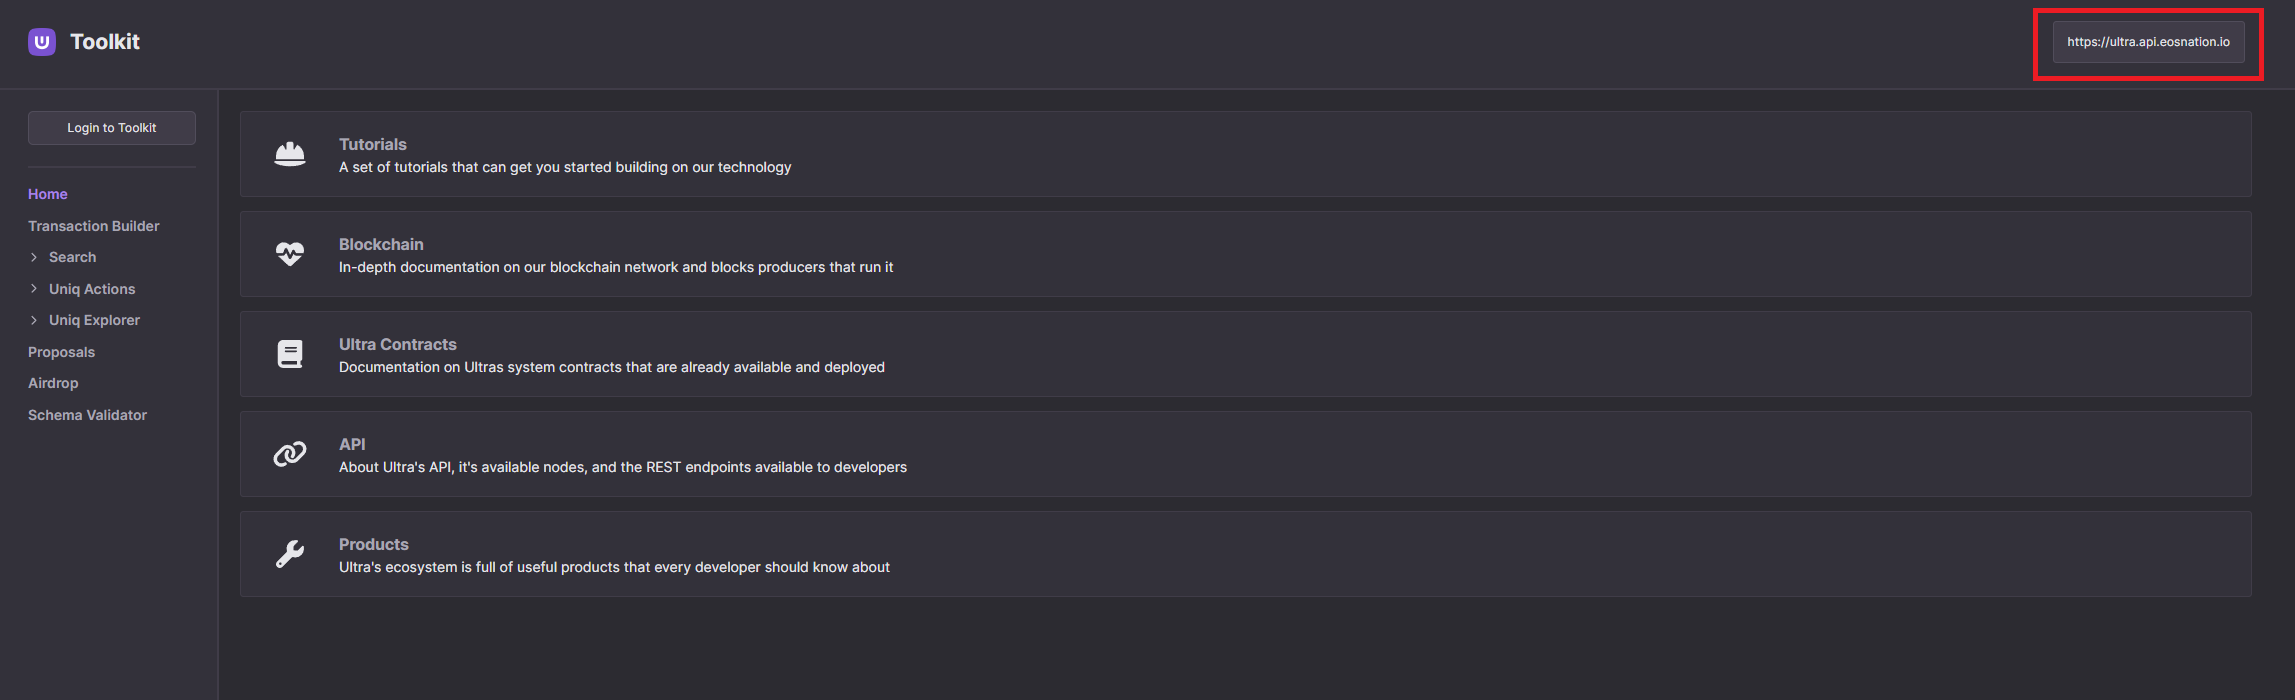 Toolkit
https://ultra.api.eosnation.io
Login to Toolkit
Home
Transaction Builder
Search
Uniq Actions
Uniq Explorer
Proposals
Airdrop
Schema Validator
Tutorials
A set of tutorials that can get you started building on our technology
Blockchain
In-depth documentation on our blockchain network and blocks producers that run it
Ultra Contracts
Documentation on Ultras system contracts that are already available and deployed
API
About Ultra's API, it's available nodes, and the REST endpoints available to developers
Products
Ultra's ecosystem is full of useful products that every developer should know about